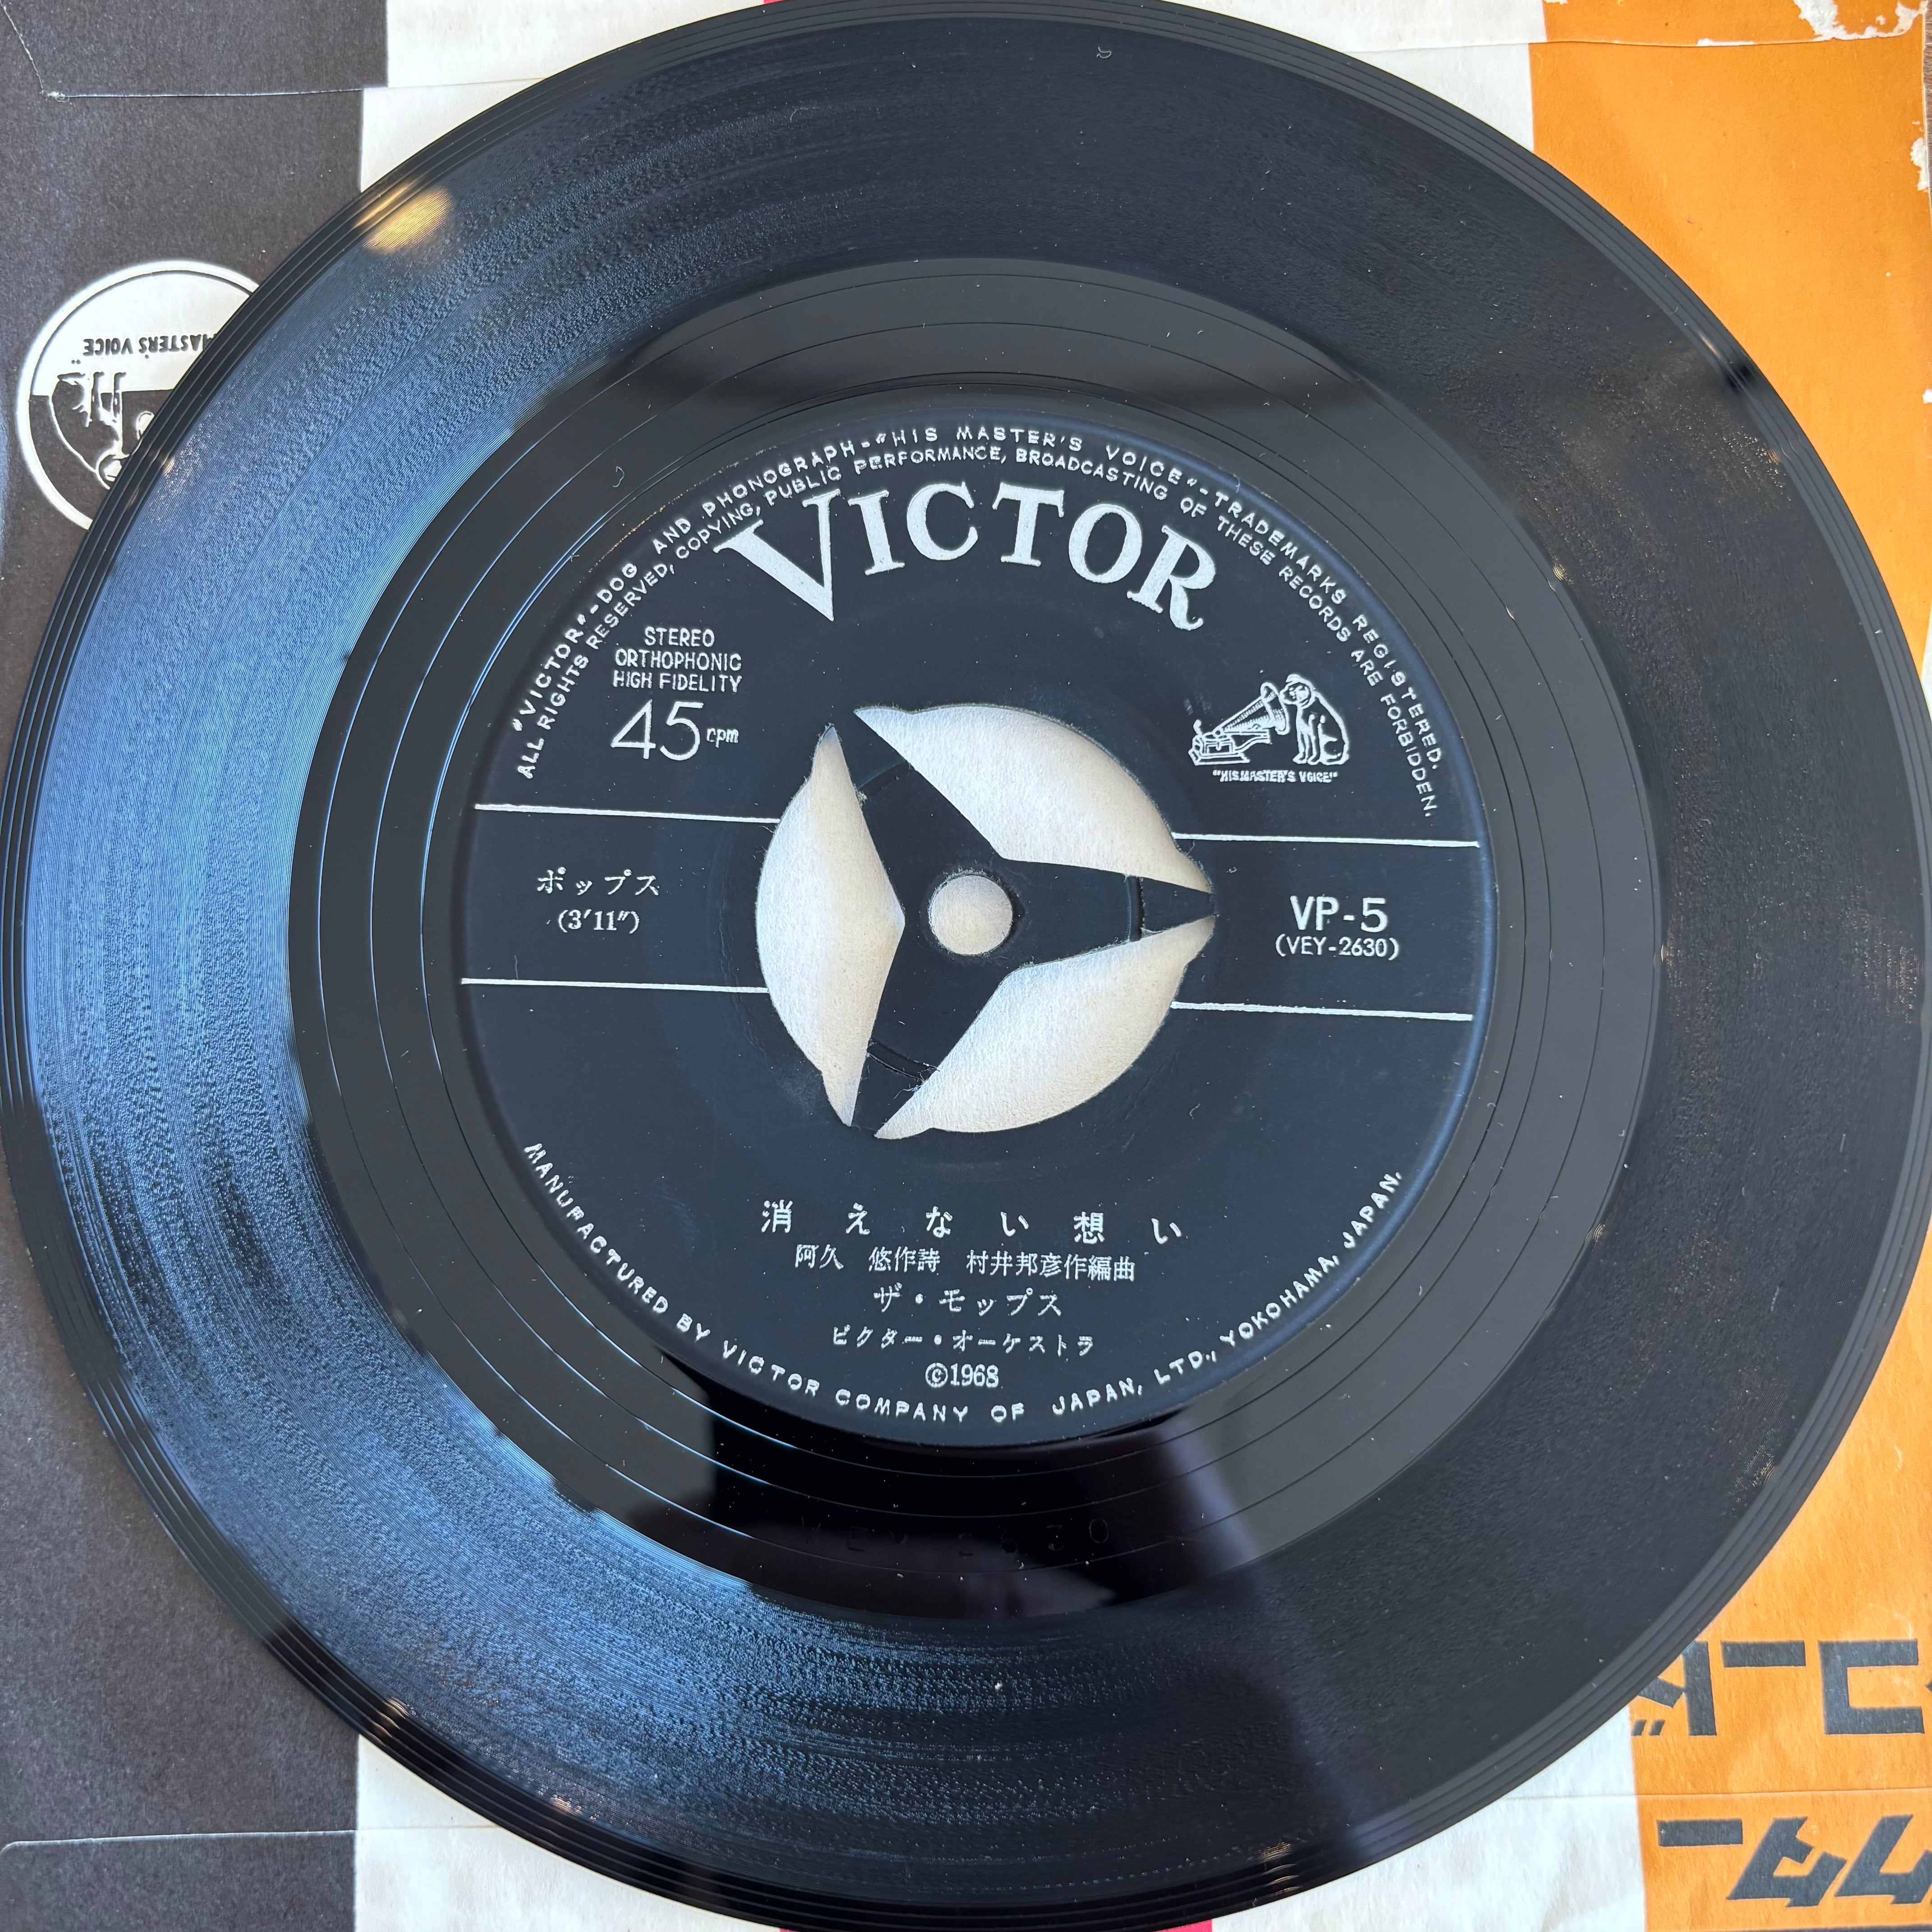 "VICTOR"-DOG AND PHONOGRAPH-"HIS MASTER'S VOICE"-TRADEMARKS REGISTERED.
ALL RIGHTS RESERVED, COPYING, PUBLIC PERFORMANCE, BROADCASTING OF THESE RECORDS ARE FORBIDDEN.
VICTOR
STEREO
ORTHOPHONIC
HIGH FIDELITY
45 rpm
"HIS MASTER'S VOICE"
ポップス
(3′11″)
VP-5
(VEY-2630)
消えない想い
阿久 悠作詩 村井邦彦作編曲
ザ・モップス
ビクター・オーケストラ
©1968
MANUFACTURED BY VICTOR COMPANY OF JAPAN, LTD., YOKOHAMA, JAPAN.
VEY 2630
MASTER'S VOICE"